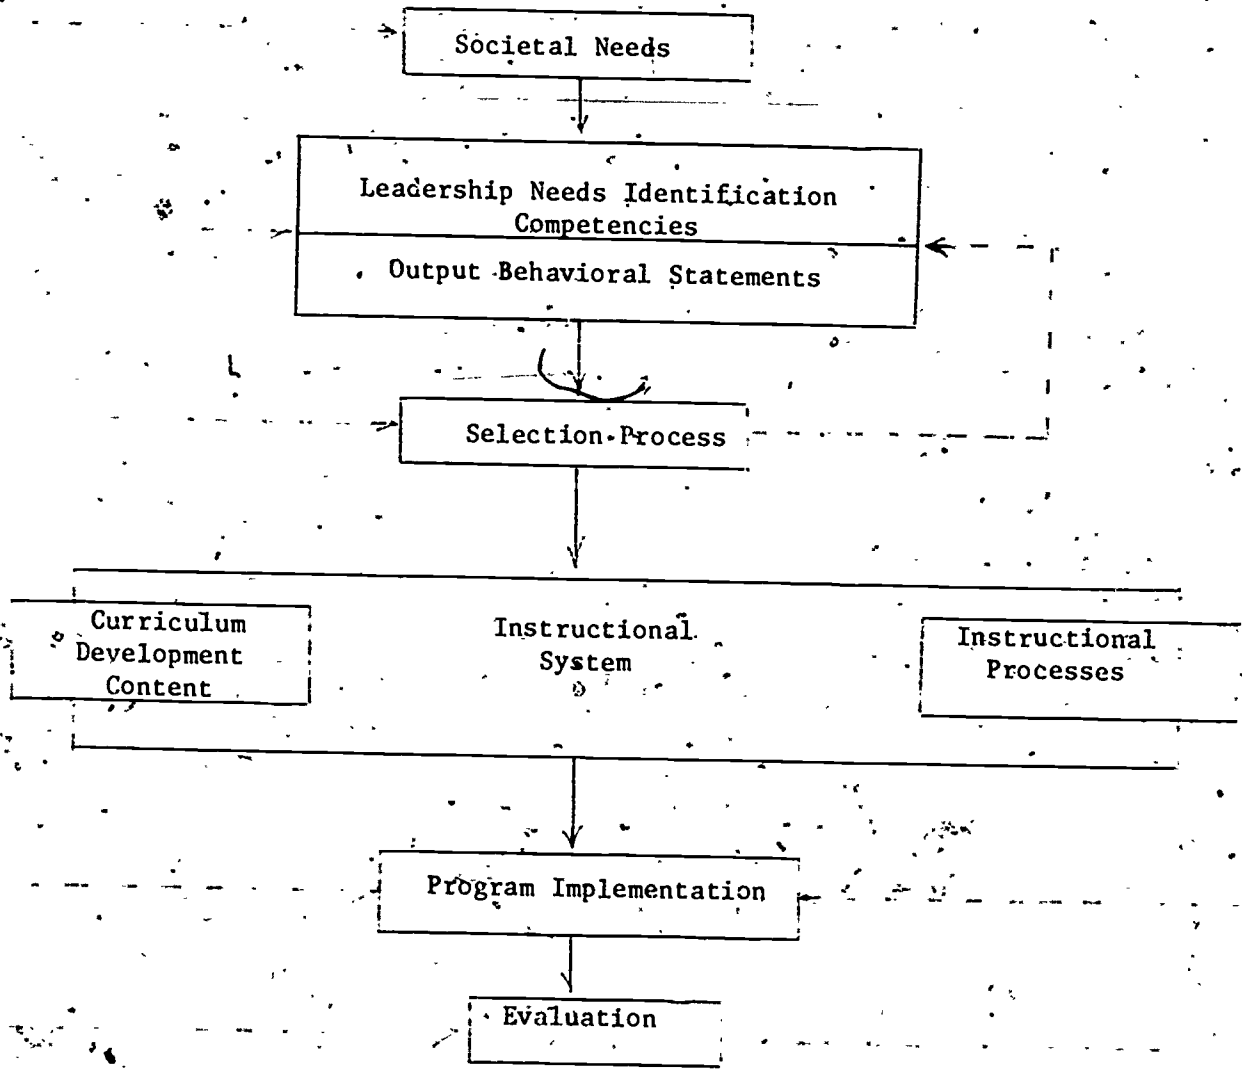 Societal Needs
Leadership Needs Identification
Competencies
Output Behavioral Statements
Selection Process
Curriculum
Development
Content
Instructional
System
Instructional
Processes
Program Implementation
Evaluation